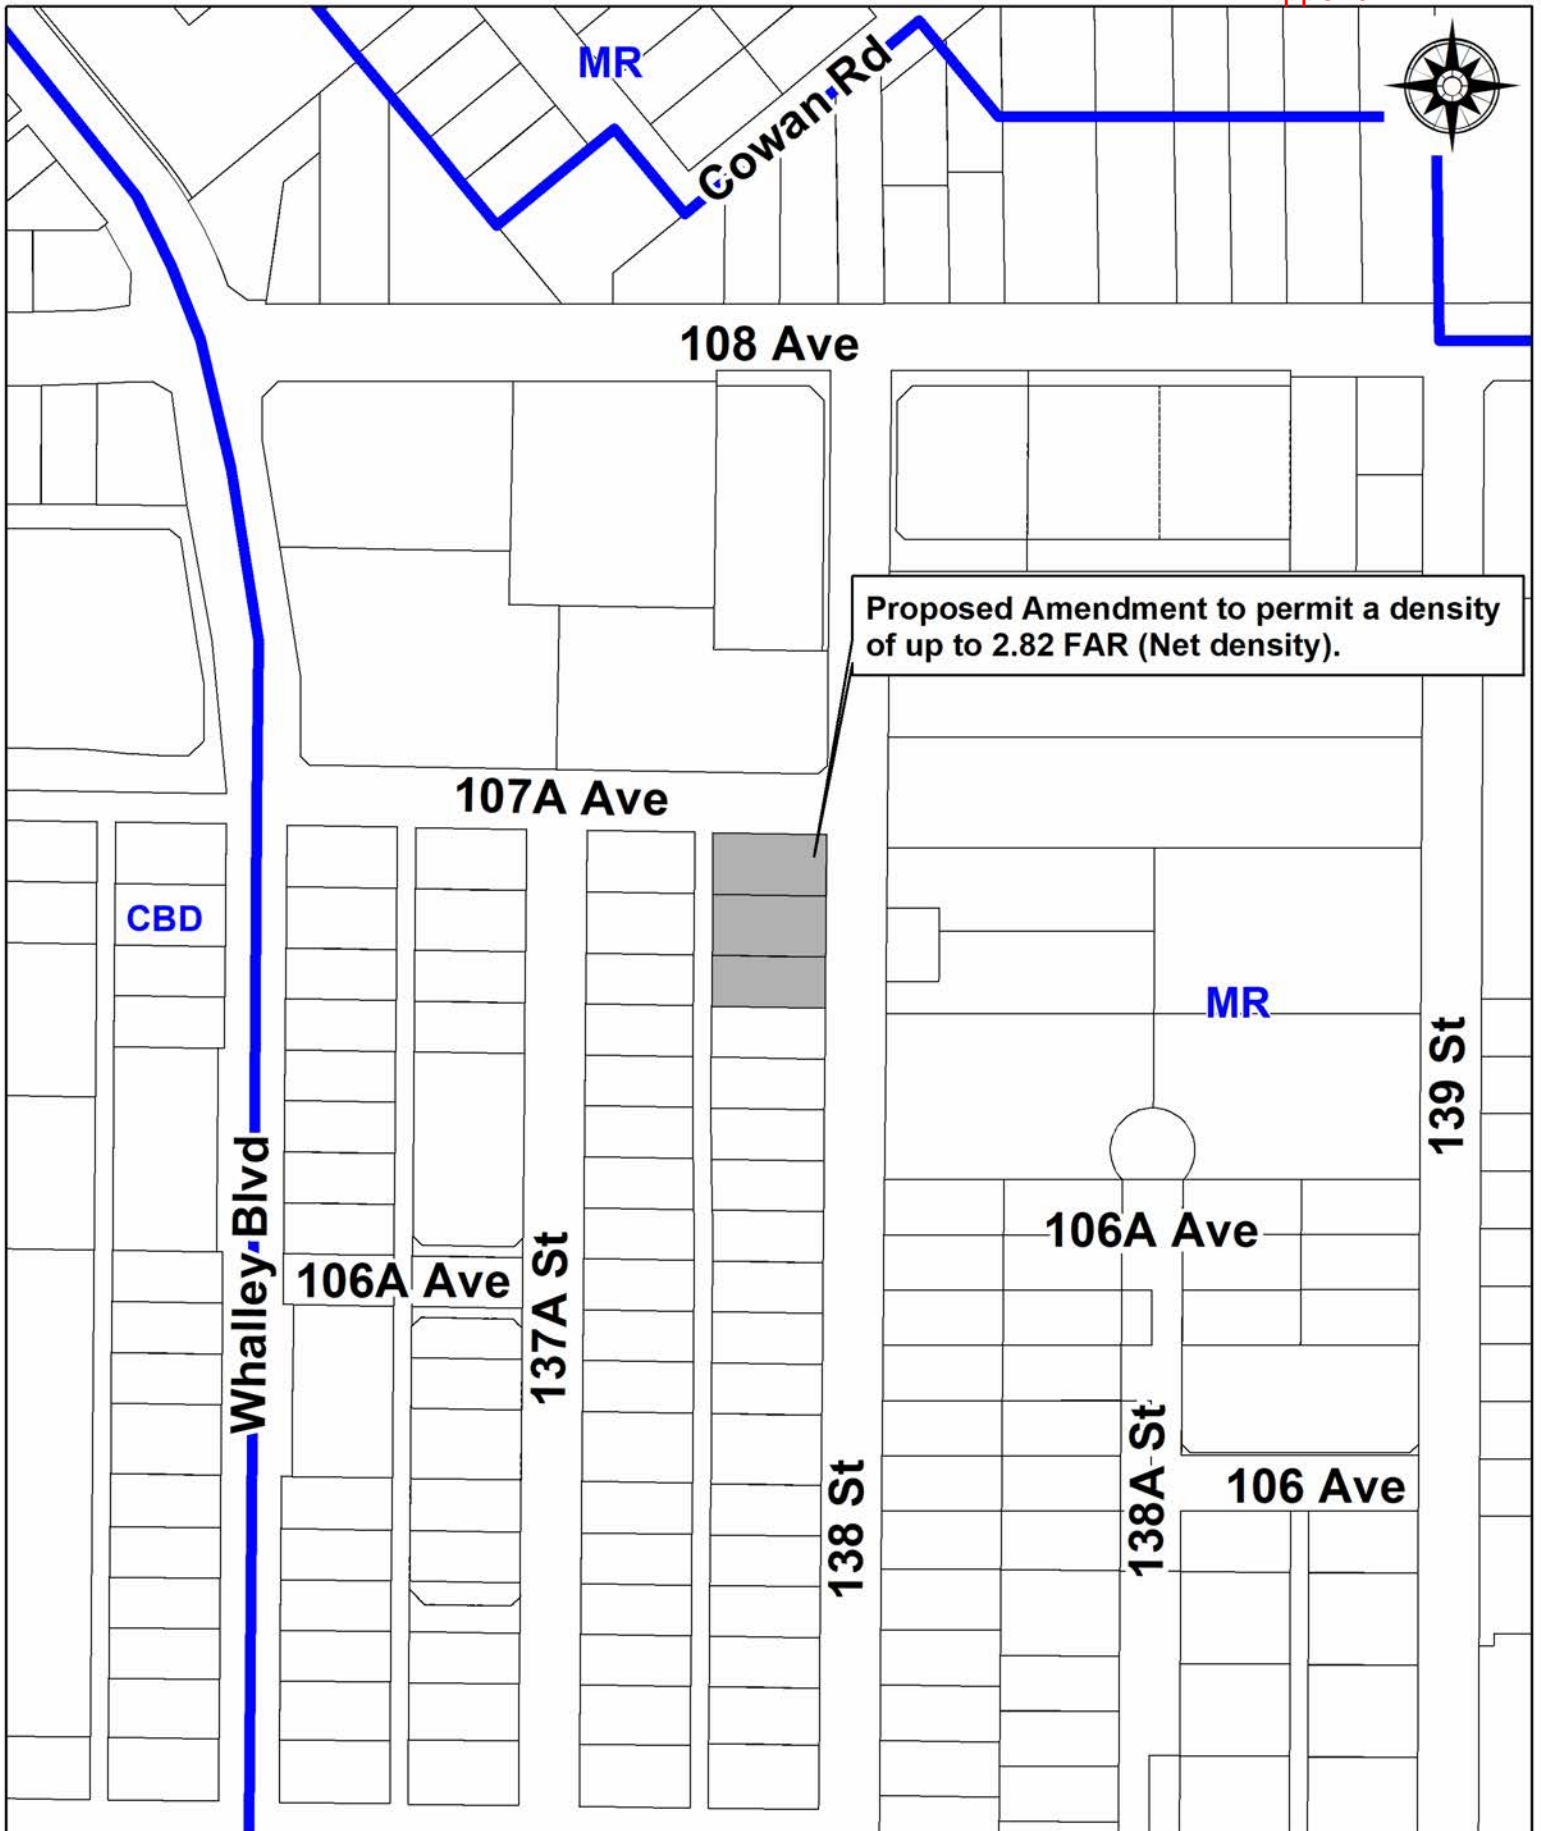 MR
Cowan Rd
108 Ave
Proposed Amendment to permit a density
of up to 2.82 FAR (Net density).
107A Ave
CBD
MR
139 St
Whalley Blvd
106A Ave
106A Ave
137A St
138A St
138 St
106 Ave